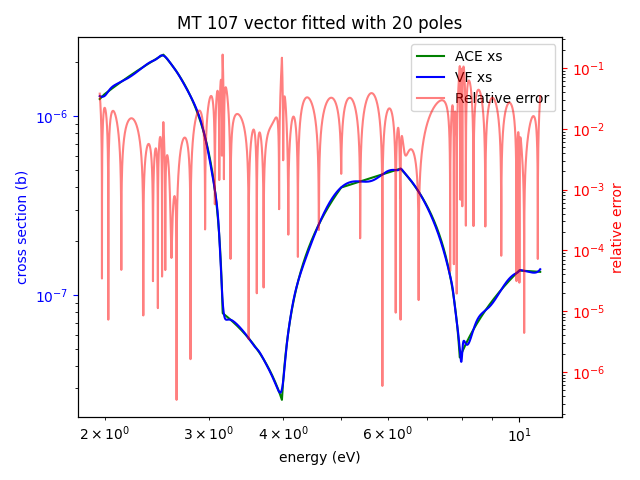 MT 107 vector fitted with 20 poles
ACE xs
VF xs
Relative error
cross section (b)
10⁻⁶
10⁻⁷
10⁻¹
10⁻²
10⁻³
10⁻⁴
10⁻⁵
10⁻⁶
relative error
2 × 10⁰ 3 × 10⁰ 4 × 10⁰ 6 × 10⁰ 10¹
energy (eV)